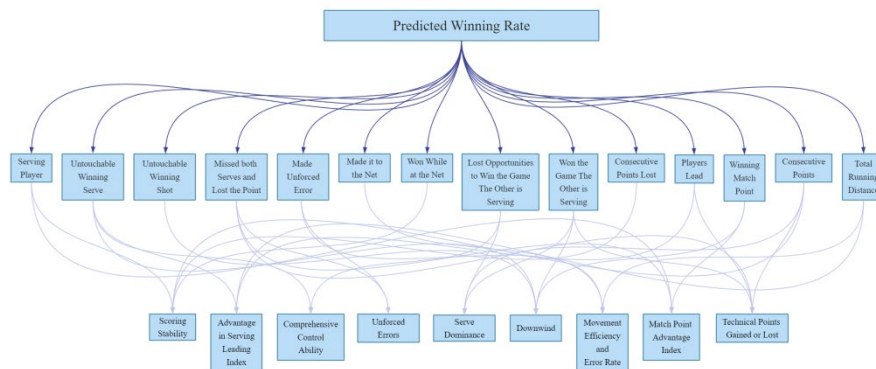 Predicted Winning Rate
Serving
Player
Untouchable
Winning
Serve
Untouchable
Winning
Shot
Missed both
Serves and
Lost the Point
Made
Unforced
Error
Made it to
the Net
Won While
at the Net
Lost Opportunities
to Win the Game
The Other is
Serving
Won the
Game The
Other is
Serving
Consecutive
Points Lost
Players
Lead
Winning
Match
Point
Consecutive
Points
Total
Running
Distance
Scoring
Stability
Advantage
in Serving
Leading
Index
Comprehensive
Control
Ability
Unforced
Errors
Serve
Dominance
Downwind
Movement
Efficiency
and
Error Rate
Match Point
Advantage
Index
Technical Points
Gained or Lost